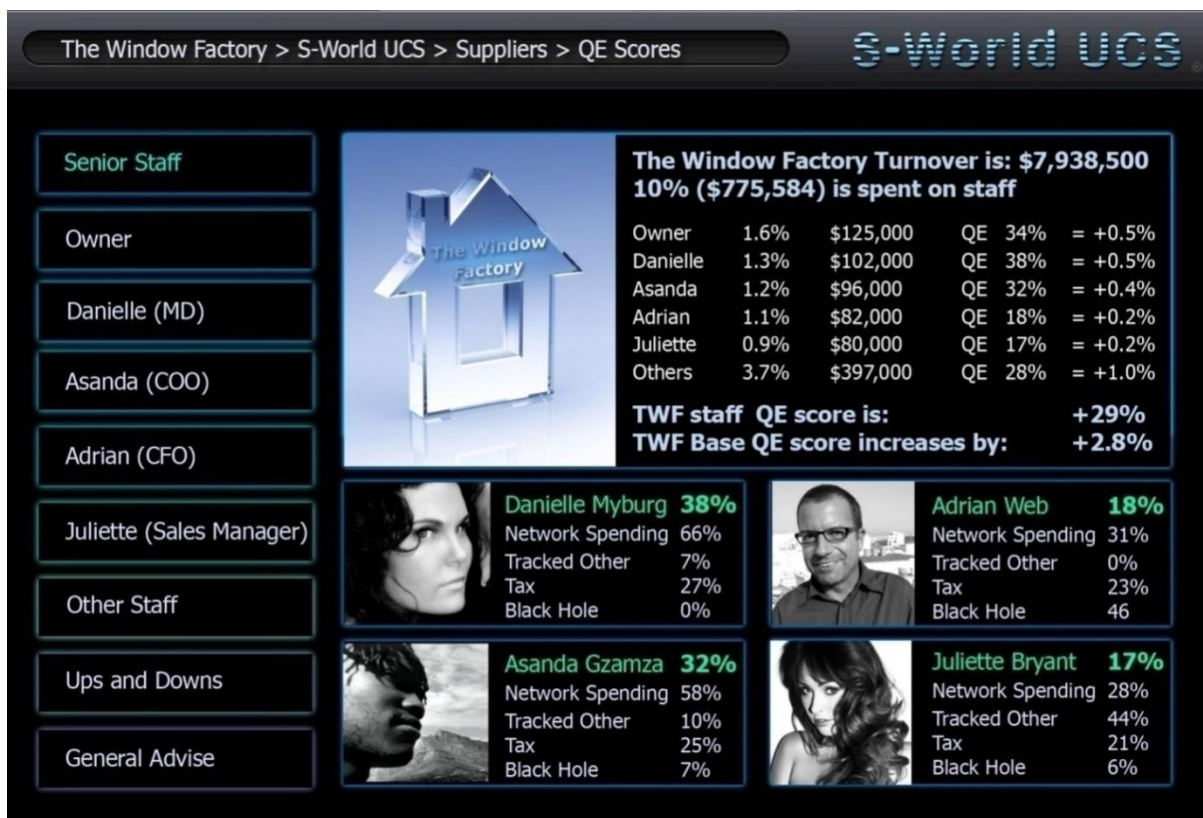 The Window Factory > S-World UCS > Suppliers > QE Scores
S-World UCS
Senior Staff
Owner
Danielle (MD)
Asanda (COO)
Adrian (CFO)
Juliette (Sales Manager)
Other Staff
Ups and Downs
General Advise
The Window
Factory
The Window Factory Turnover is: $7,938,500
10% ($775,584) is spent on staff
Owner 1.6% $125,000 QE 34% = +0.5%
Danielle 1.3% $102,000 QE 38% = +0.5%
Asanda 1.2% $96,000 QE 32% = +0.4%
Adrian 1.1% $82,000 QE 18% = +0.2%
Juliette 0.9% $80,000 QE 17% = +0.2%
Others 3.7% $397,000 QE 28% = +1.0%
TWF staff QE score is: +29%
TWF Base QE score increases by: +2.8%
Danielle Myburg 38%
Network Spending 66%
Tracked Other 7%
Tax 27%
Black Hole 0%
Adrian Web 18%
Network Spending 31%
Tracked Other 0%
Tax 23%
Black Hole 46
Asanda Gzamza 32%
Network Spending 58%
Tracked Other 10%
Tax 25%
Black Hole 7%
Juliette Bryant 17%
Network Spending 28%
Tracked Other 44%
Tax 21%
Black Hole 6%